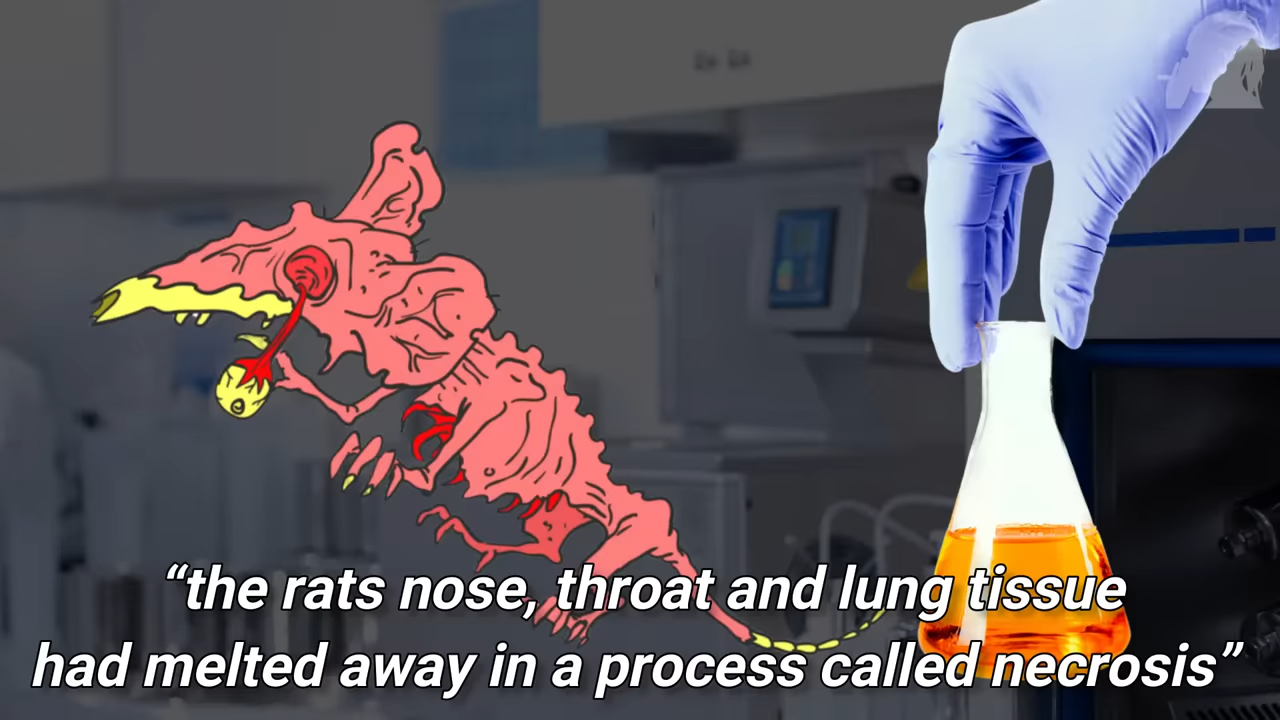 “the rats nose, throat and lung tissue
had melted away in a process called necrosis”